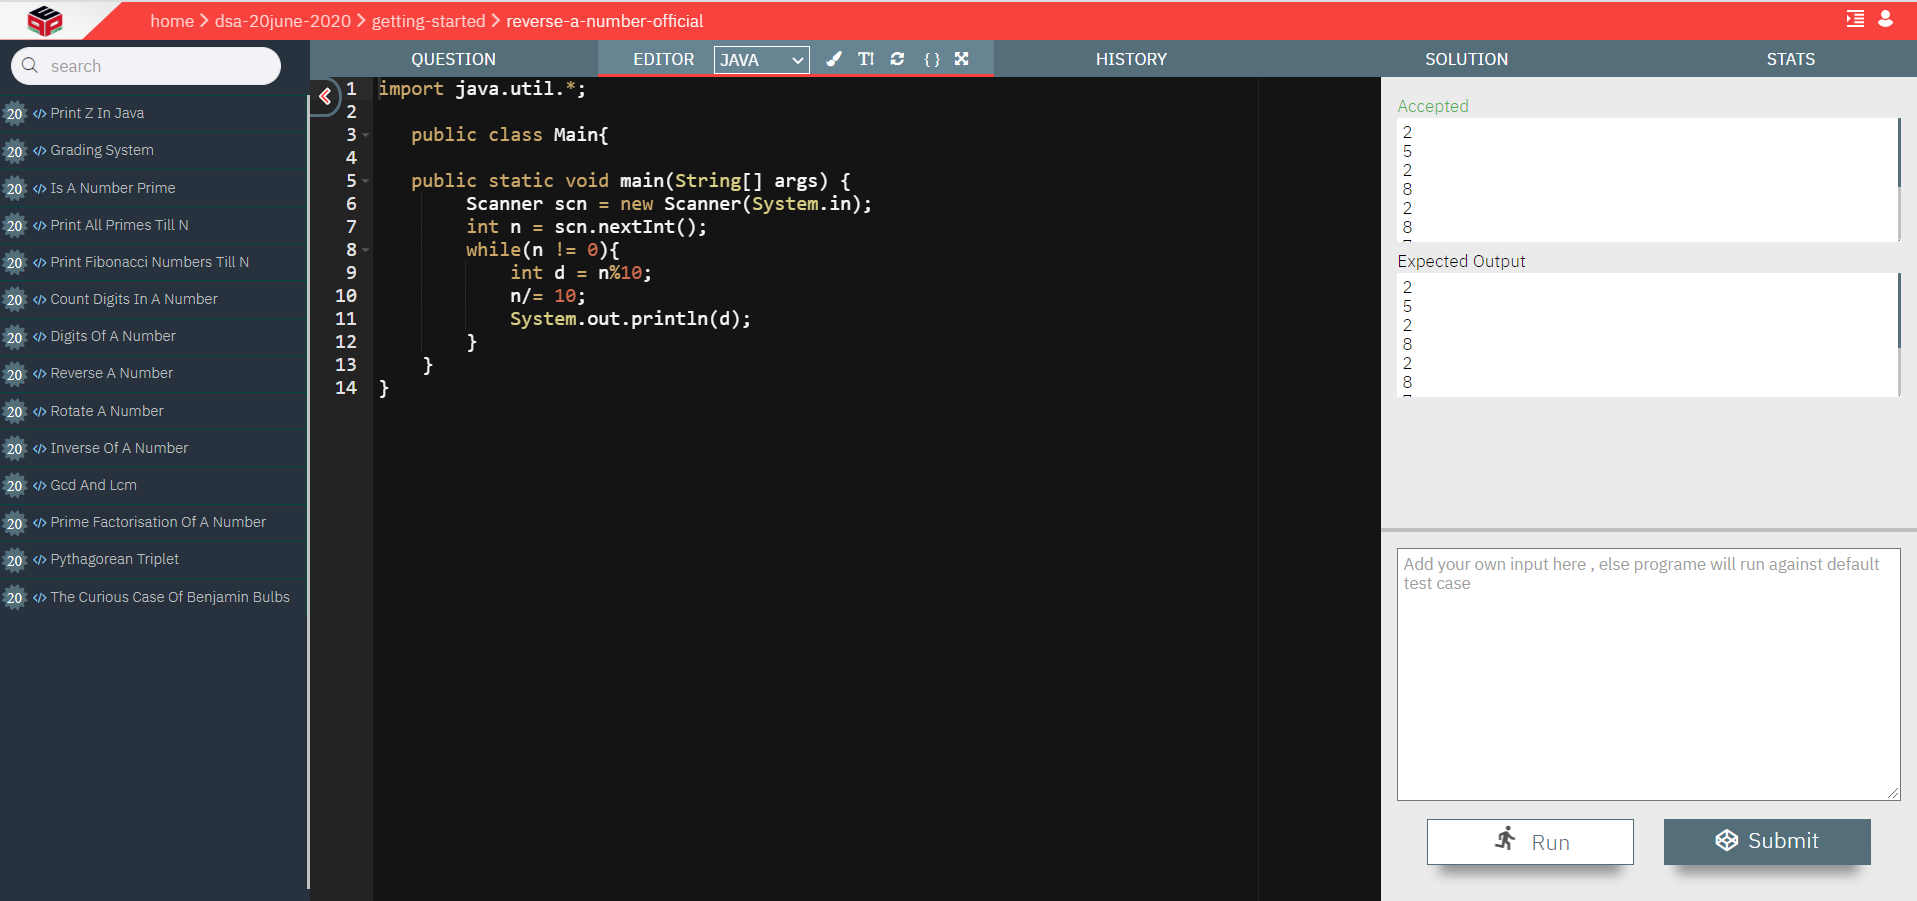 home > dsa-20june-2020 > getting-started > reverse-a-number-official
search
20 </> Print Z In Java
20 </> Grading System
20 </> Is A Number Prime
20 </> Print All Primes Till N
20 </> Print Fibonacci Numbers Till N
20 </> Count Digits In A Number
20 </> Digits Of A Number
20 </> Reverse A Number
20 </> Rotate A Number
20 </> Inverse Of A Number
20 </> Gcd And Lcm
20 </> Prime Factorisation Of A Number
20 </> Pythagorean Triplet
20 </> The Curious Case Of Benjamin Bulbs
QUESTION
EDITOR JAVA T! { }
HISTORY
SOLUTION
STATS
1 import java.util.*;
2
3 public class Main{
4
5 public static void main(String[] args) {
6 Scanner scn = new Scanner(System.in);
7 int n = scn.nextInt();
8 while(n != 0){
9 int d = n%10;
10 n/= 10;
11 System.out.println(d);
12 }
13 }
14 }
Accepted
2
5
2
8
2
8
Expected Output
2
5
2
8
2
8
Add your own input here , else programe will run against default
test case
Run
Submit